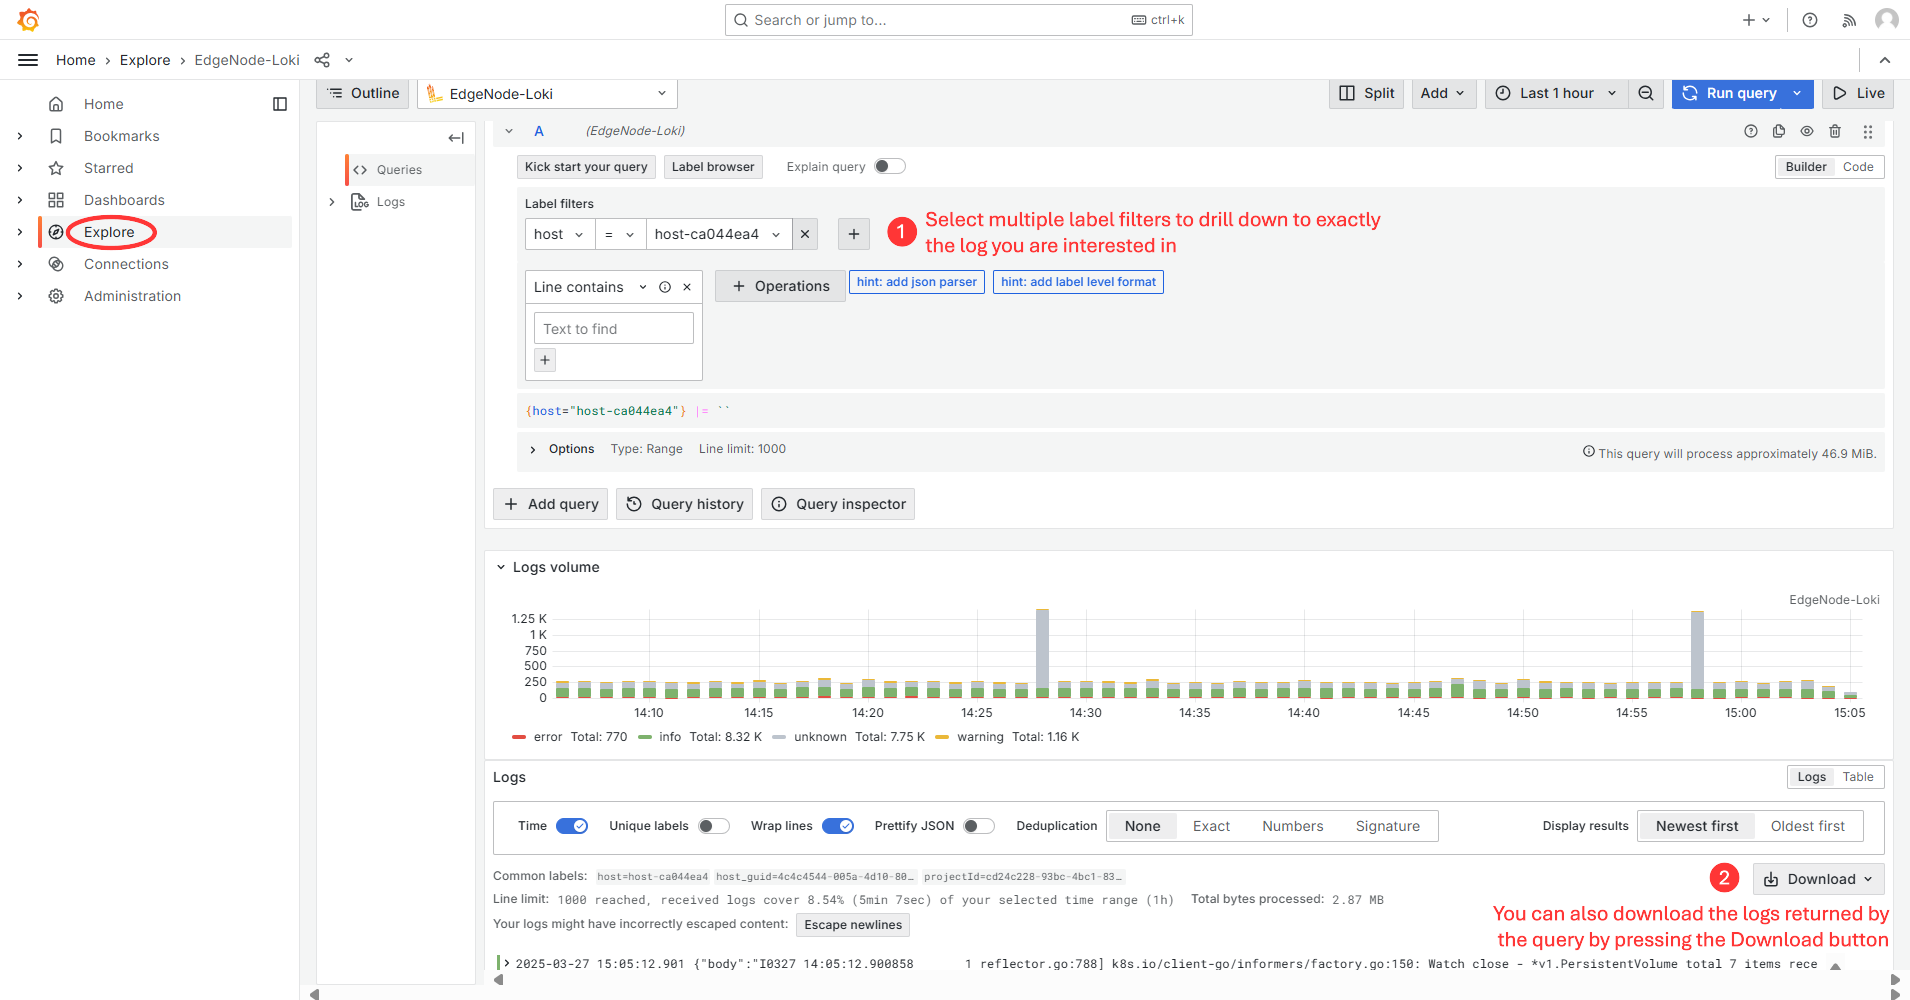 Search or jump to... ctrl+k
Home › Explore › EdgeNode-Loki
Home
Bookmarks
Starred
Dashboards
Explore
Connections
Administration
Outline EdgeNode-Loki Split Add Last 1 hour Run query Live
Queries
Logs
A (EdgeNode-Loki)
Kick start your query Label browser Explain query Builder Code
Label filters
host = host-ca044ea4
1 Select multiple label filters to drill down to exactly
the log you are interested in
Line contains + Operations hint: add json parser hint: add label level format
Text to find
+
{host="host-ca044ea4"} |= ``
Options Type: Range Line limit: 1000 This query will process approximately 46.9 MiB.
+ Add query Query history Query inspector
Logs volume
EdgeNode-Loki
1.25 K
1 K
750
500
250
0
14:10 14:15 14:20 14:25 14:30 14:35 14:40 14:45 14:50 14:55 15:00 15:05
error Total: 770 info Total: 8.32 K unknown Total: 7.75 K warning Total: 1.16 K
Logs Logs Table
Time Unique labels Wrap lines Prettify JSON Deduplication None Exact Numbers Signature Display results Newest first Oldest first
Common labels: host=host-ca044ea4 host_guid=4c4c4544-005a-4d10-80… projectId=cd24c228-93bc-4bc1-83…
2 Download
Line limit: 1000 reached, received logs cover 8.54% (5min 7sec) of your selected time range (1h) Total bytes processed: 2.87 MB
Your logs might have incorrectly escaped content: Escape newlines
You can also download the logs returned by
the query by pressing the Download button
2025-03-27 15:05:12.901 {"body":"I0327 14:05:12.900858 1 reflector.go:788] k8s.io/client-go/informers/factory.go:150: Watch close - *v1.PersistentVolume total 7 items rece